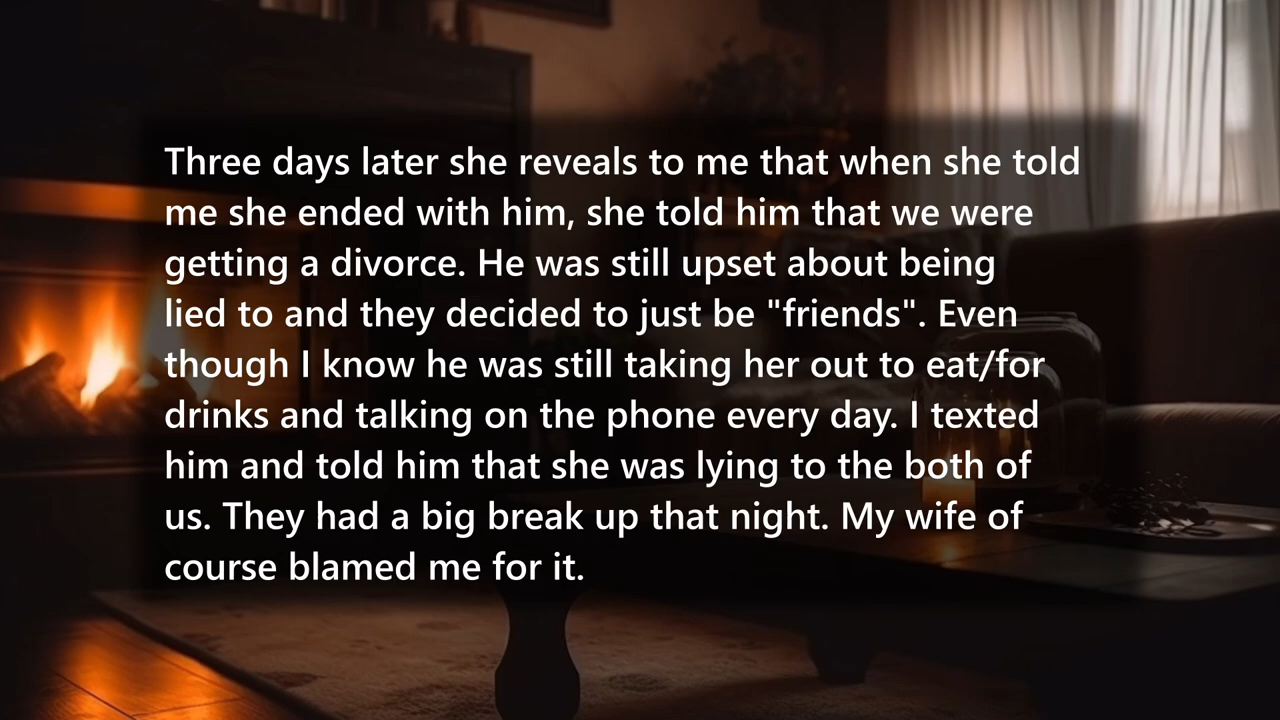 Three days later she reveals to me that when she told
me she ended with him, she told him that we were
getting a divorce. He was still upset about being
lied to and they decided to just be "friends". Even
though I know he was still taking her out to eat/for
drinks and talking on the phone every day. I texted
him and told him that she was lying to the both of
us. They had a big break up that night. My wife of
course blamed me for it.